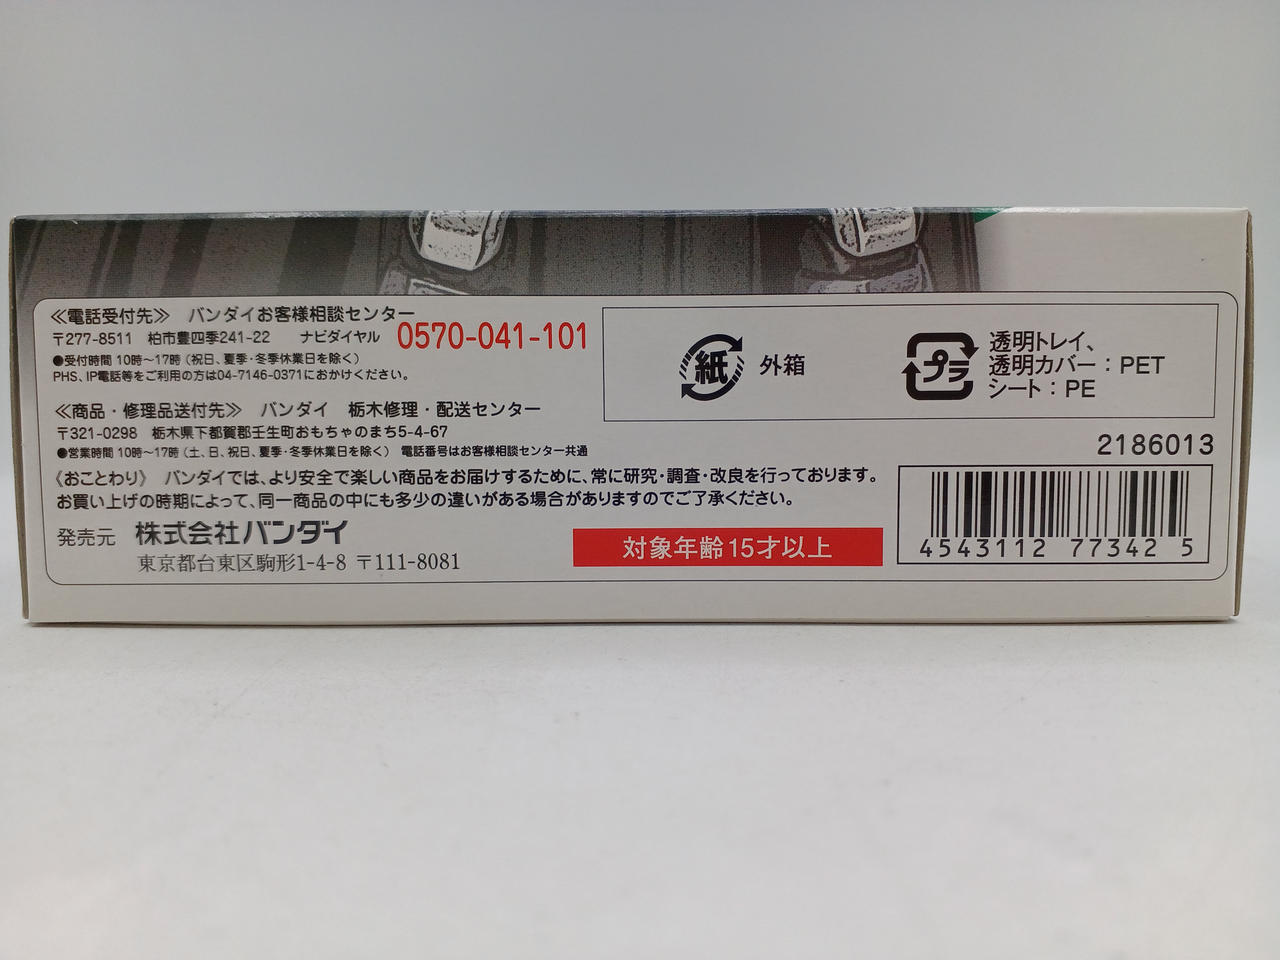 ≪電話受付先≫ バンダイお客様相談センター
〒277-8511 柏市豊四季241-22 ナビダイヤル 0570-041-101
●受付時間 10時〜17時（祝日、夏季・冬季休業日を除く）
PHS、IP電話等をご利用の方は04-7146-0371におかけください。
≪商品・修理品送付先≫ バンダイ 栃木修理・配送センター
〒321-0298 栃木県下都賀郡壬生町おもちゃのまち5-4-67
●営業時間 10時〜17時（土、日、祝日、夏季・冬季休業日を除く） 電話番号はお客様相談センター共通
《おことわり》 バンダイでは、より安全で楽しい商品をお届けするために、常に研究・調査・改良を行っております。
お買い上げの時期によって、同一商品の中にも多少の違いがある場合がありますのでご了承ください。
発売元 株式会社バンダイ
東京都台東区駒形1-4-8 〒111-8081
紙 外箱
プラ 透明トレイ、
透明カバー：PET
シート：PE
2186013
対象年齢15才以上
4543112 773425